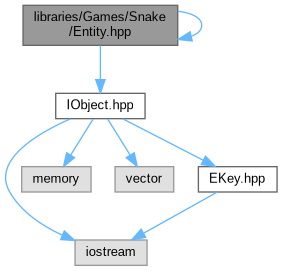 libraries/Games/Snake
/Entity.hpp
IObject.hpp
memory
vector
EKey.hpp
iostream